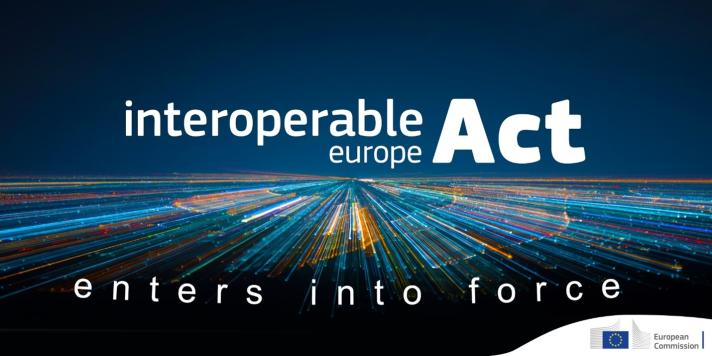 interoperable
europe Act
enters into force
European
Commission